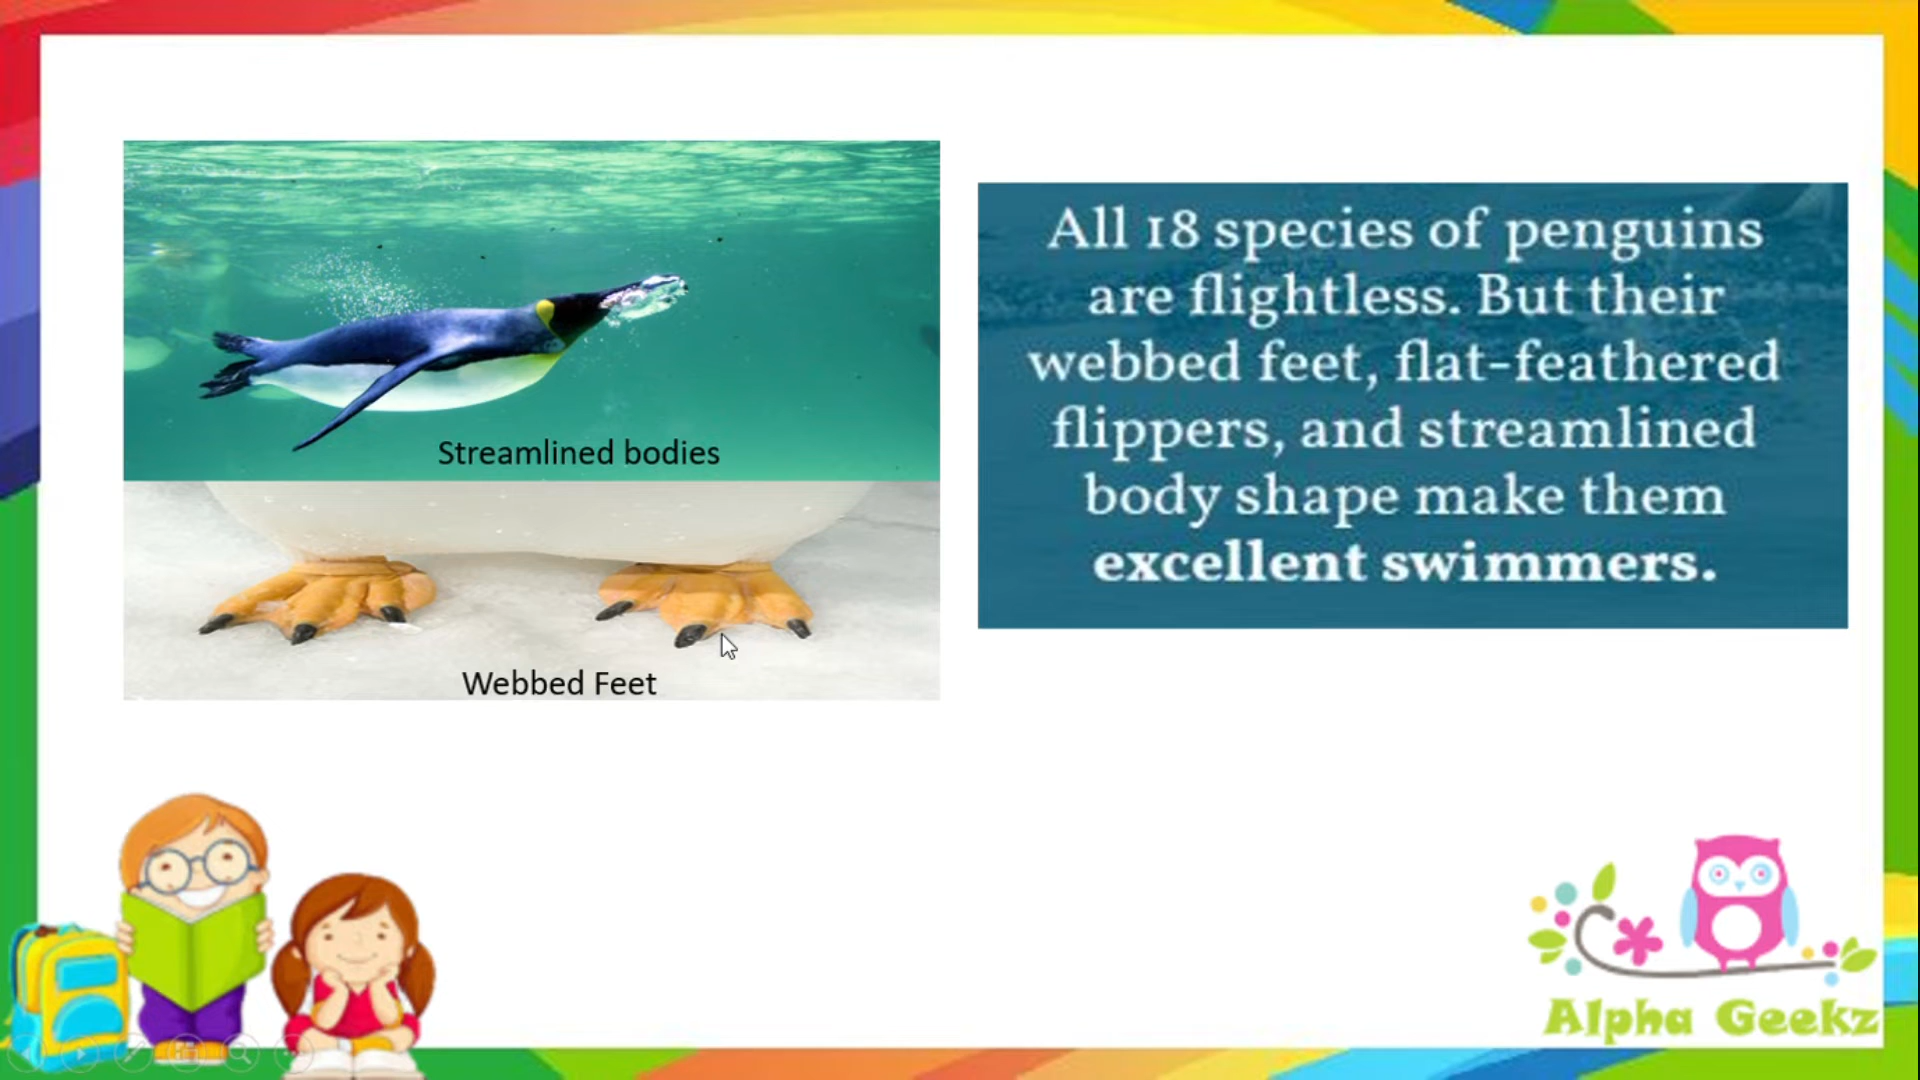 Streamlined bodies
Webbed Feet
All 18 species of penguins
are flightless. But their
webbed feet, flat-feathered
flippers, and streamlined
body shape make them
excellent swimmers.
Alpha Geekz